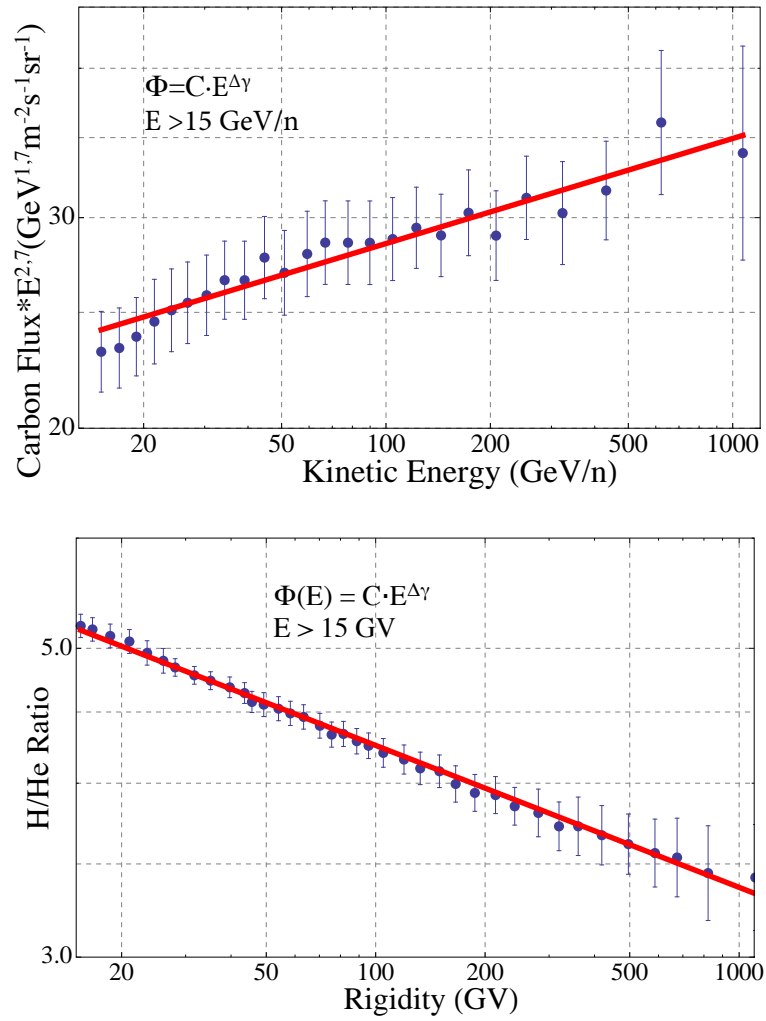 Φ=C·E^Δγ
E >15 GeV/n
Carbon Flux*E^2,7(GeV^1,7m^-2s^-1sr^-1)
30
20
20 50 100 200 500 1000
Kinetic Energy (GeV/n)
Φ(E) = C·E^Δγ
E > 15 GV
H/He Ratio
5.0
3.0
20 50 100 200 500 1000
Rigidity (GV)